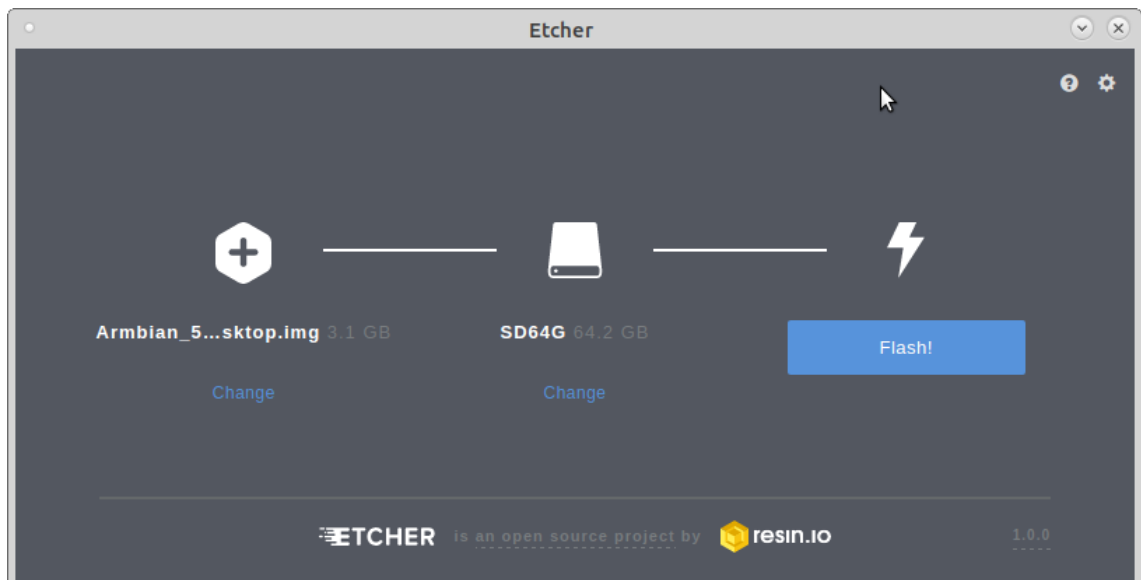 Etcher
Armbian_5...sktop.img 3.1 GB
SD64G 64.2 GB
Flash!
Change
Change
ETCHER is an open source project by resin.io 1.0.0